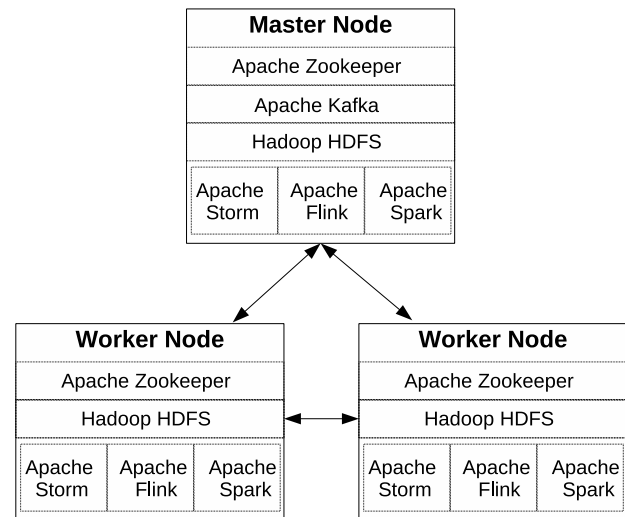 Master Node
Apache Zookeeper
Apache Kafka
Hadoop HDFS
Apache Apache Apache
Storm Flink Spark
Worker Node
Apache Zookeeper
Hadoop HDFS
Apache Apache Apache
Storm Flink Spark
Worker Node
Apache Zookeeper
Hadoop HDFS
Apache Apache Apache
Storm Flink Spark